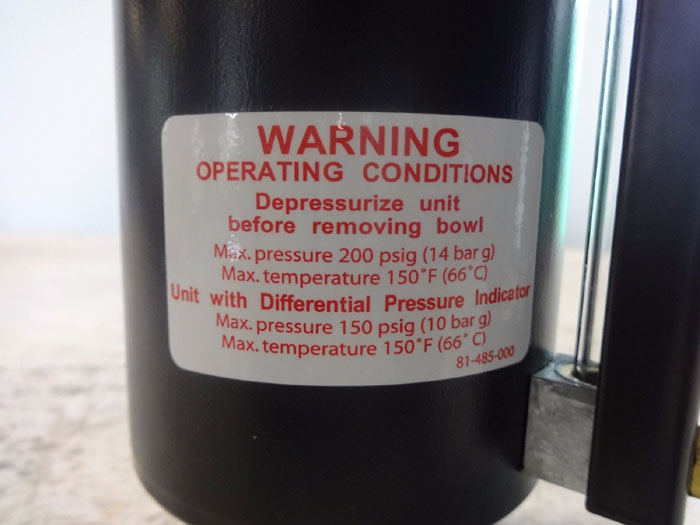 WARNING
OPERATING CONDITIONS
Depressurize unit
before removing bowl
Max. pressure 200 psig (14 bar g)
Max. temperature 150˚F (66˚C)
Unit with Differential Pressure Indicator
Max. pressure 150 psig (10 bar g)
Max. temperature 150˚F (66˚ C)
81-485-000